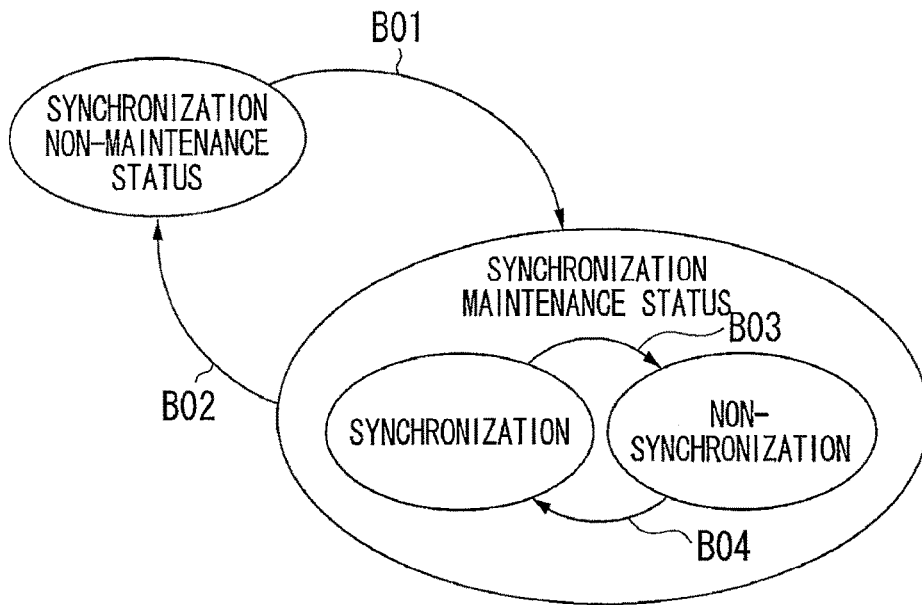 B01
SYNCHRONIZATION
NON-MAINTENANCE
STATUS
SYNCHRONIZATION
MAINTENANCE STATUS
B03
B02
SYNCHRONIZATION
NON-
SYNCHRONIZATION
B04